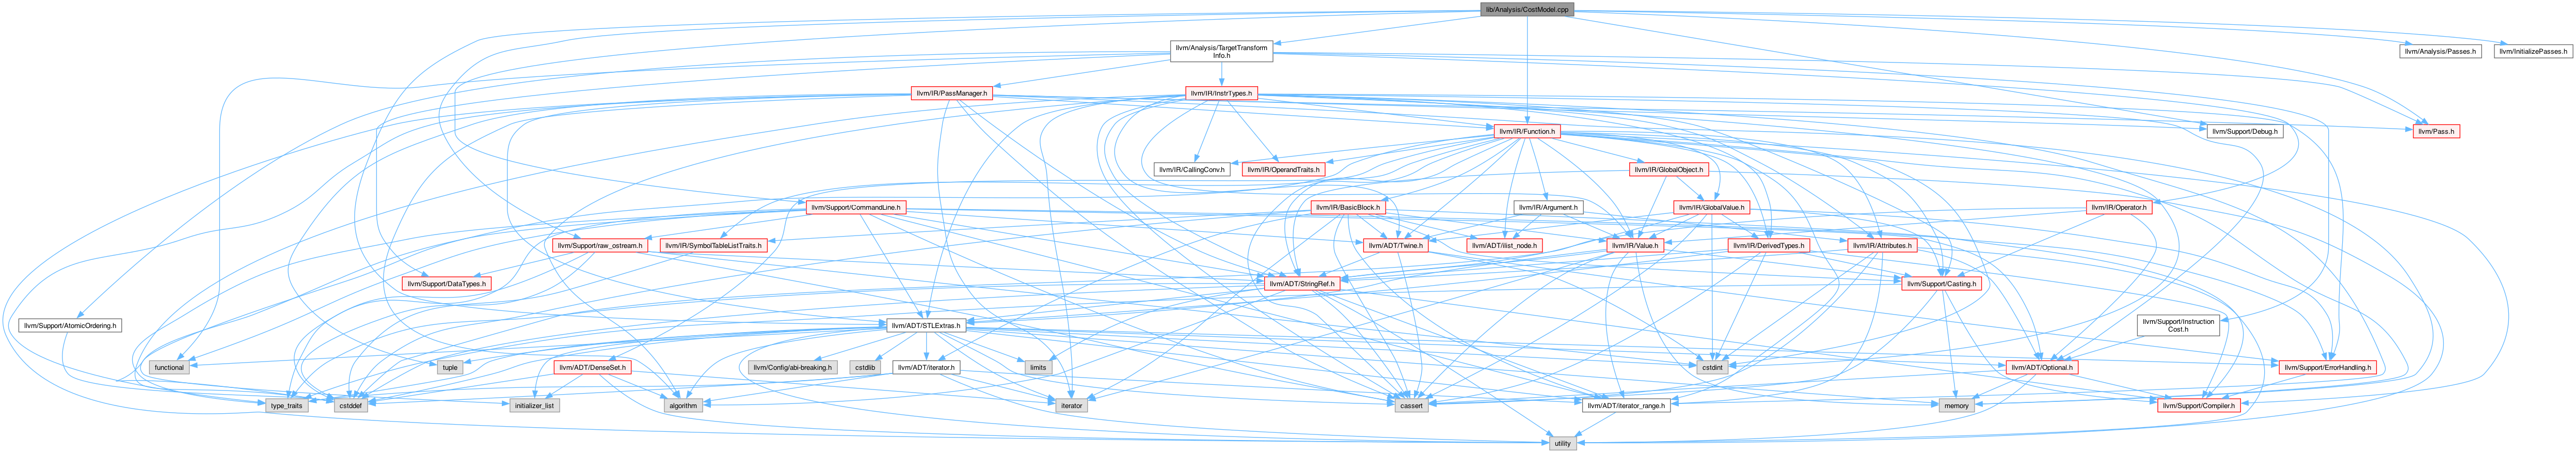 lib/Analysis/CostModel.cpp
llvm/Analysis/TargetTransform
Info.h
llvm/Analysis/Passes.h
llvm/InitializePasses.h
llvm/IR/PassManager.h
llvm/IR/InstrTypes.h
llvm/IR/Function.h
llvm/Support/Debug.h
llvm/Pass.h
llvm/IR/CallingConv.h
llvm/IR/OperandTraits.h
llvm/IR/GlobalObject.h
llvm/Support/CommandLine.h
llvm/IR/BasicBlock.h
llvm/IR/Argument.h
llvm/IR/GlobalValue.h
llvm/IR/Operator.h
llvm/Support/raw_ostream.h
llvm/IR/SymbolTableListTraits.h
llvm/ADT/Twine.h
llvm/ADT/ilist_node.h
llvm/IR/Value.h
llvm/IR/DerivedTypes.h
llvm/IR/Attributes.h
llvm/Support/DataTypes.h
llvm/ADT/StringRef.h
llvm/Support/Casting.h
llvm/Support/AtomicOrdering.h
llvm/ADT/STLExtras.h
llvm/Support/Instruction
Cost.h
functional
tuple
llvm/ADT/DenseSet.h
llvm/Config/abi-breaking.h
cstdlib
llvm/ADT/iterator.h
limits
cstdint
llvm/ADT/Optional.h
llvm/Support/ErrorHandling.h
type_traits
cstddef
initializer_list
algorithm
iterator
cassert
llvm/ADT/iterator_range.h
memory
llvm/Support/Compiler.h
utility